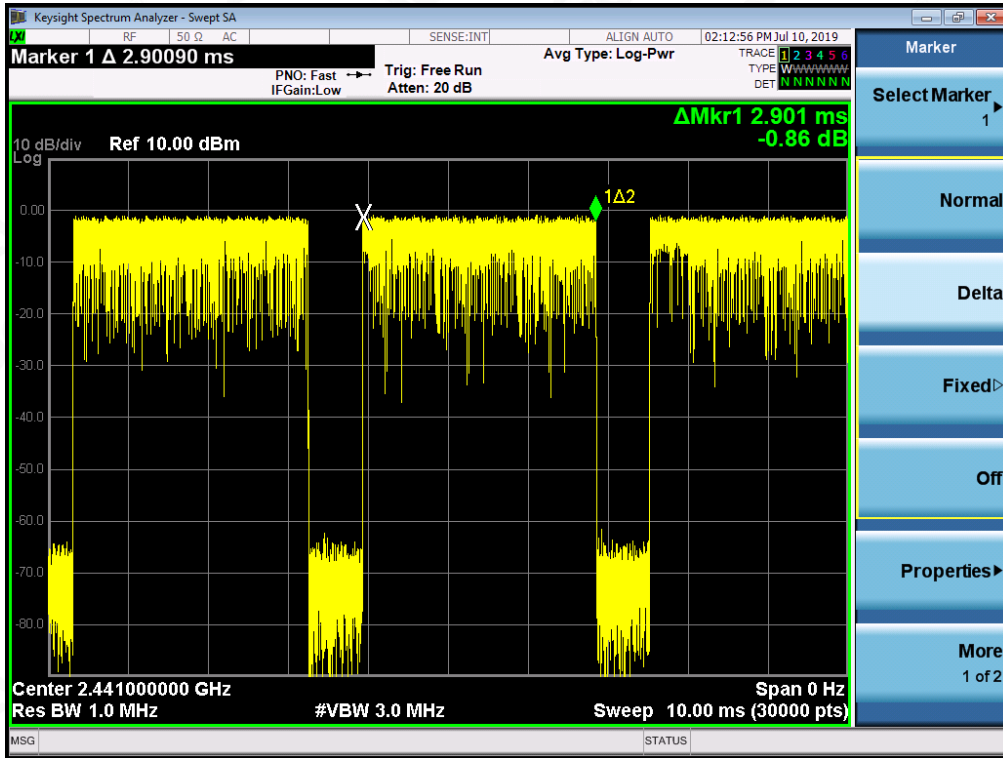 Keysight Spectrum Analyzer - Swept SA
LXI RF 50 Ω AC SENSE:INT ALIGN AUTO 02:12:56 PM Jul 10, 2019
Marker 1 Δ 2.90090 ms
PNO: Fast
IFGain:Low
Trig: Free Run
Atten: 20 dB
Avg Type: Log-Pwr
TRACE 1 2 3 4 5 6
TYPE WWWWWW
DET N N N N N N
ΔMkr1 2.901 ms
-0.86 dB
10 dB/div Ref 10.00 dBm
Log
1Δ2
0.00
-10.0
-20.0
-30.0
-40.0
-50.0
-60.0
-70.0
-80.0
Center 2.441000000 GHz Span 0 Hz
Res BW 1.0 MHz #VBW 3.0 MHz Sweep 10.00 ms (30000 pts)
MSG STATUS
Marker
Select Marker
1
Normal
Delta
Fixed
Off
Properties
More
1 of 2